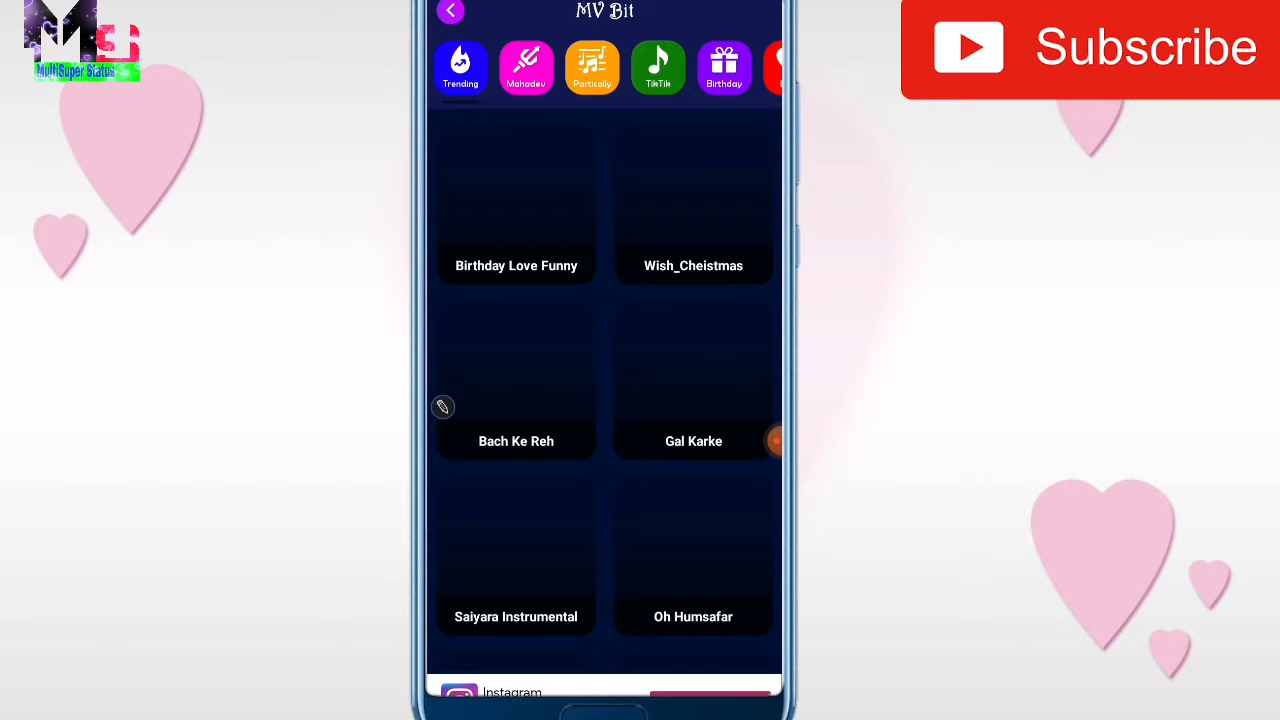 MS
MultiSuper Status
MV Bit
Subscribe
Trending
Mahadev
Partically
TikTik
Birthday
Birthday Love Funny
Wish_Cheistmas
Bach Ke Reh
Gal Karke
Saiyara Instrumental
Oh Humsafar
Instagram